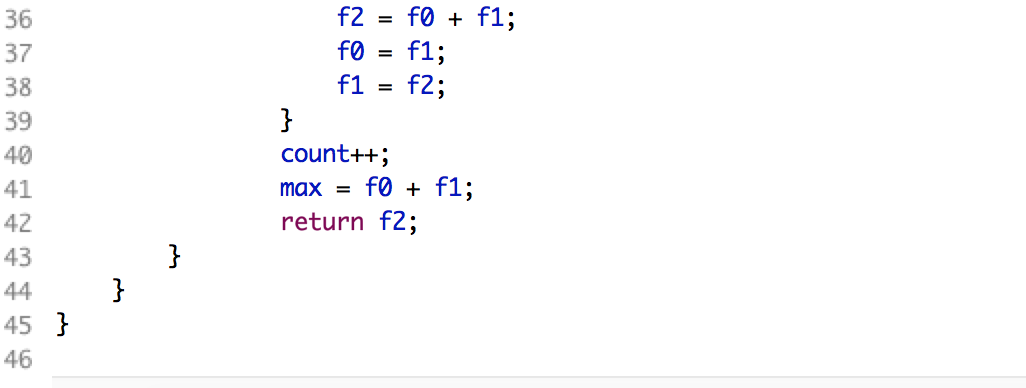 36 f2 = f0 + f1;
37 f0 = f1;
38 f1 = f2;
39 }
40 count++;
41 max = f0 + f1;
42 return f2;
43 }
44 }
45 }
46